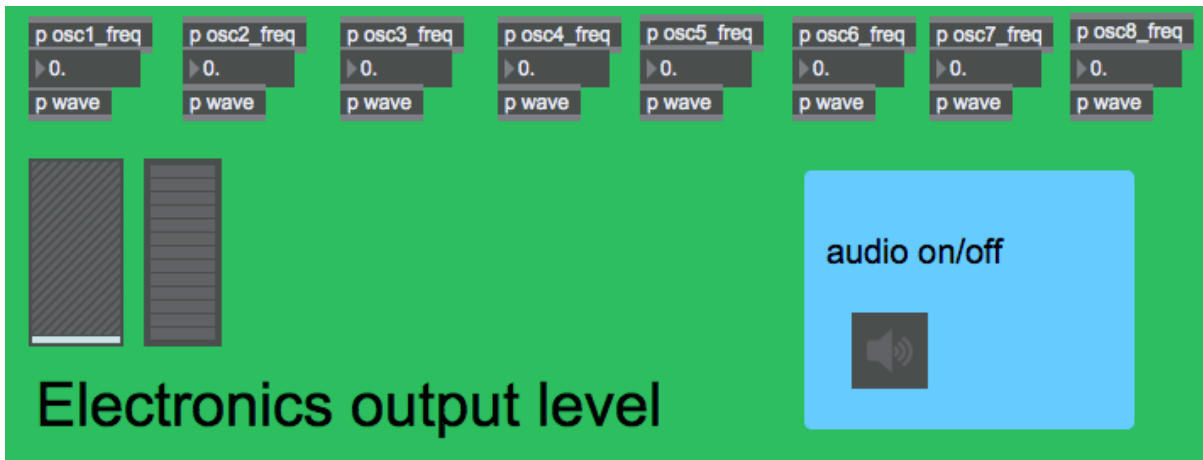 p osc1_freq p osc2_freq p osc3_freq p osc4_freq p osc5_freq p osc6_freq p osc7_freq p osc8_freq
0. 0. 0. 0. 0. 0. 0. 0.
p wave p wave p wave p wave p wave p wave p wave p wave
audio on/off
Electronics output level